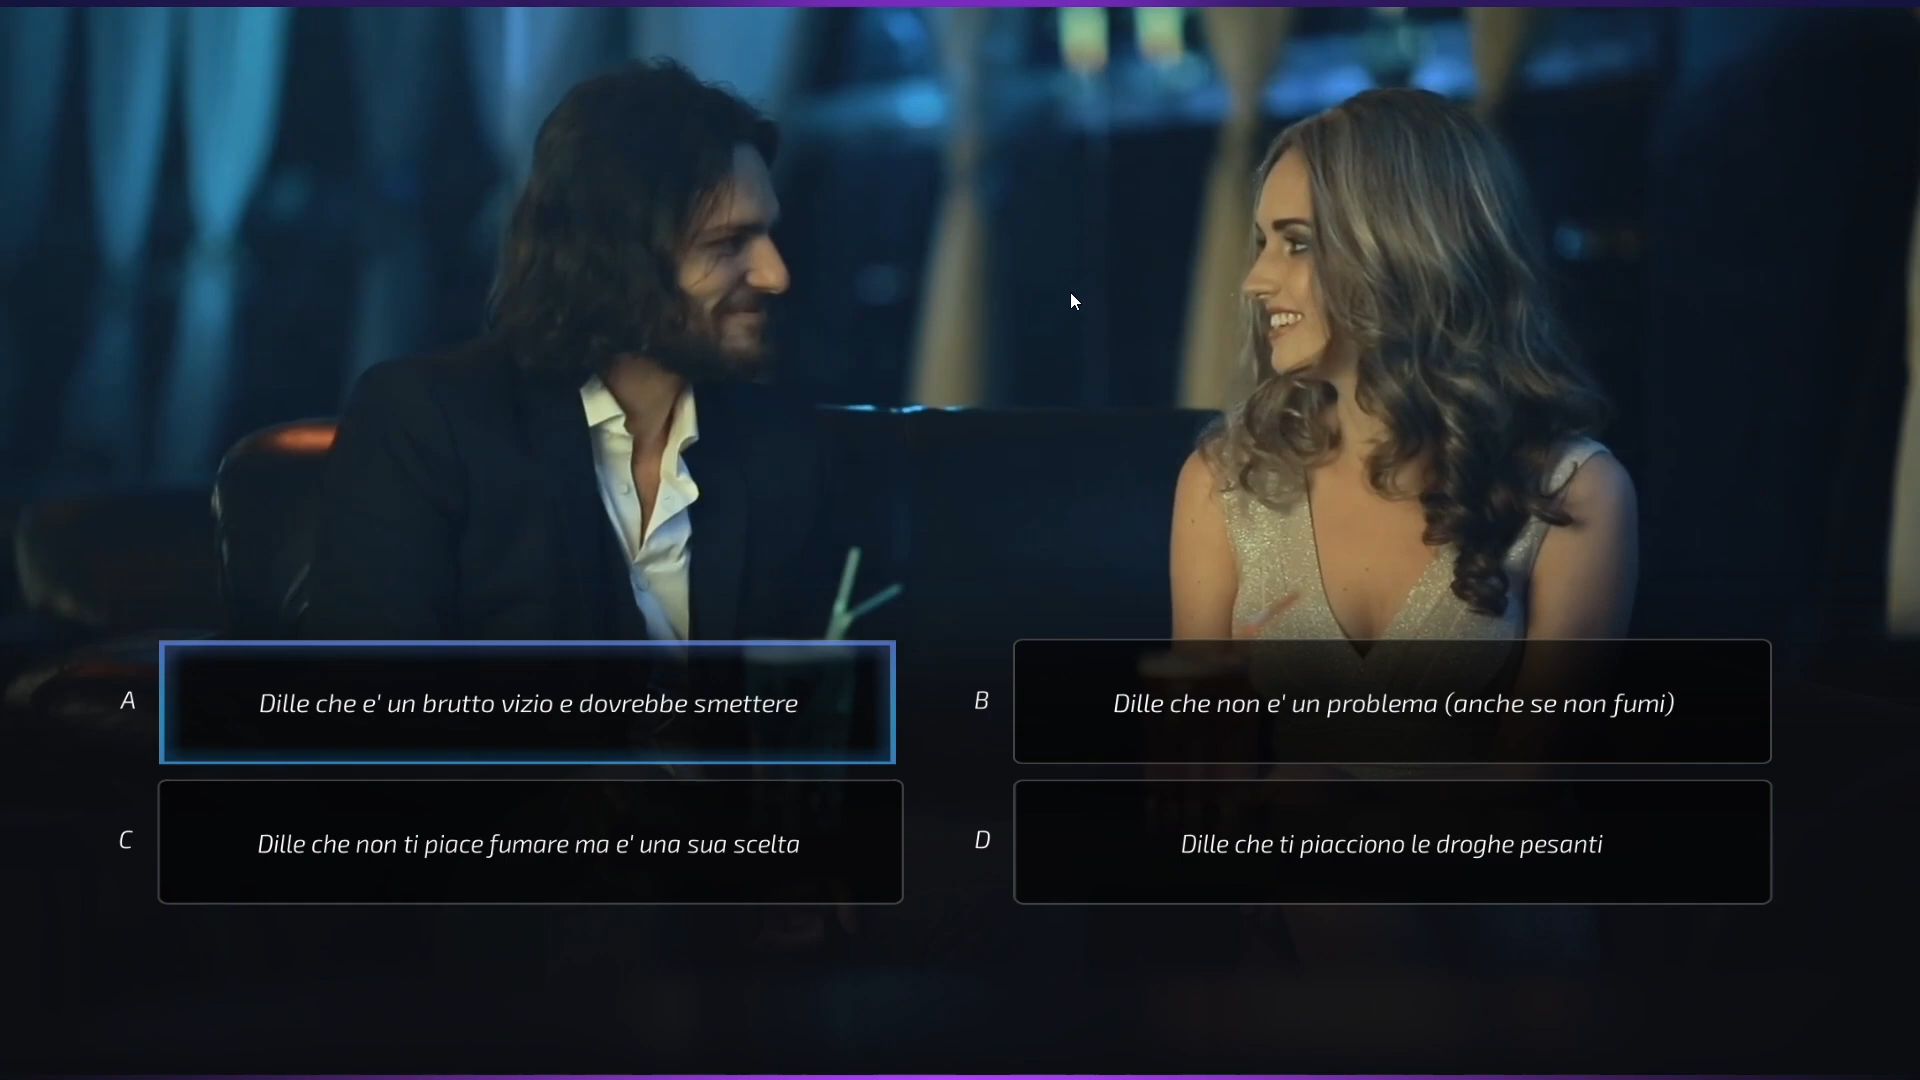 A
Dille che e' un brutto vizio e dovrebbe smettere
B
Dille che non e' un problema (anche se non fumi)
C
Dille che non ti piace fumare ma e' una sua scelta
D
Dille che ti piacciono le droghe pesanti